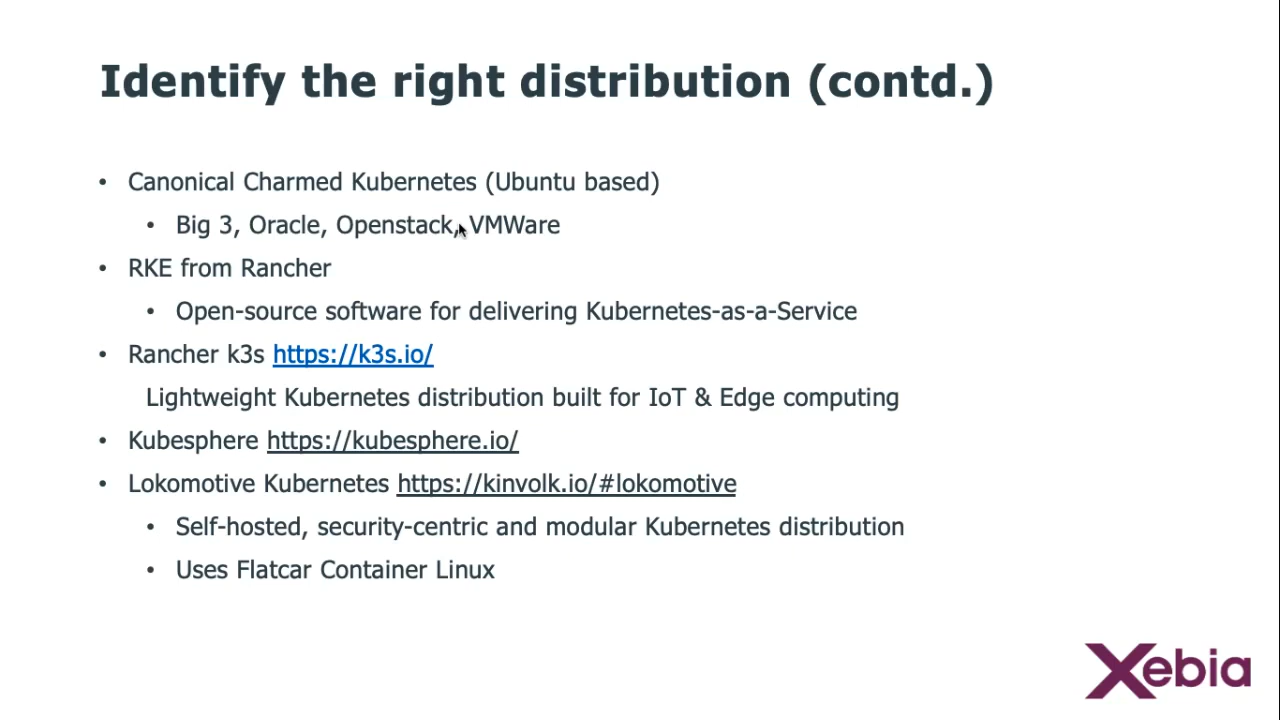 Identify the right distribution (contd.)
• Canonical Charmed Kubernetes (Ubuntu based)
• Big 3, Oracle, Openstack, VMWare
• RKE from Rancher
• Open-source software for delivering Kubernetes-as-a-Service
• Rancher k3s https://k3s.io/
Lightweight Kubernetes distribution built for IoT & Edge computing
• Kubesphere https://kubesphere.io/
• Lokomotive Kubernetes https://kinvolk.io/#lokomotive
• Self-hosted, security-centric and modular Kubernetes distribution
• Uses Flatcar Container Linux
Xebia